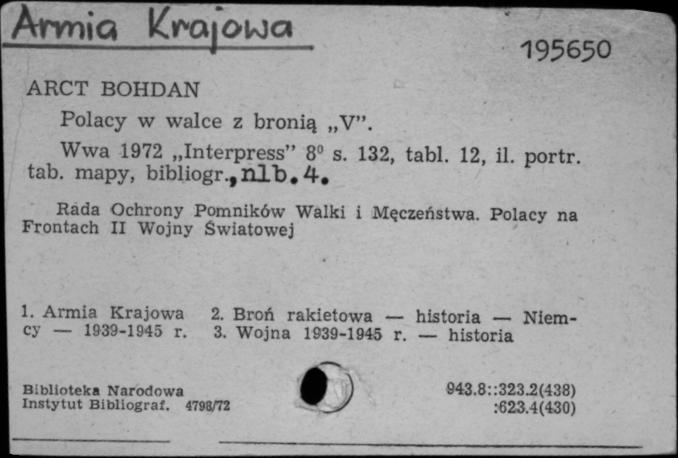 Armia Krajowa
195650
ARCT BOHDAN
Polacy w walce z bronią „V”.
Wwa 1972 „Interpress” 8⁰ s. 132, tabl. 12, il. portr.
tab. mapy, bibliogr., nlb. 4.
Rada Ochrony Pomników Walki i Męczeństwa. Polacy na
Frontach II Wojny Światowej
1. Armia Krajowa 2. Broń rakietowa — historia — Niem-
cy — 1939-1945 r. 3. Wojna 1939-1945 r. — historia
Biblioteka Narodowa 943.8::323.2(438)
Instytut Bibliograf. 4798/72 :623.4(430)